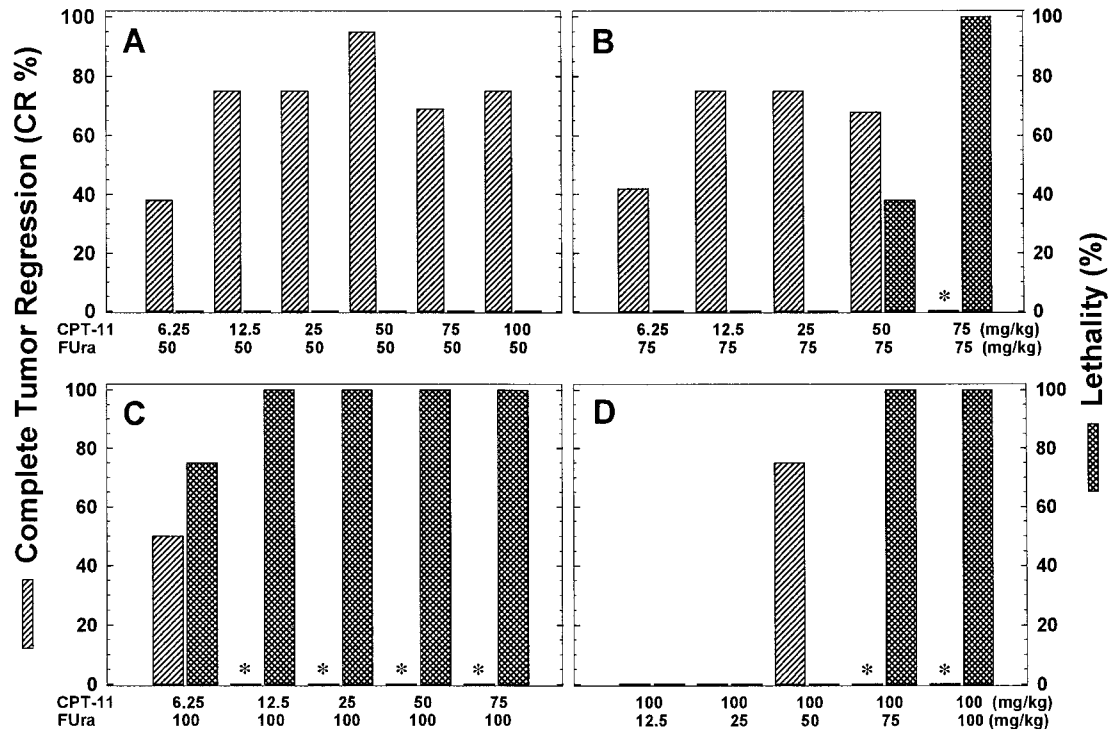 Complete Tumor Regression (CR %)
Lethality (%)
A
100
80
60
40
20
0
CPT-11 6.25 12.5 25 50 75 100
FUra 50 50 50 50 50 50
B
*
100
80
60
40
20
0
6.25 12.5 25 50 75 (mg/kg)
75 75 75 75 75 (mg/kg)
C
100
80
60
40
20
0
* * * *
CPT-11 6.25 12.5 25 50 75
FUra 100 100 100 100 100
D
100
80
60
40
20
0
* *
100 100 100 100 100 (mg/kg)
12.5 25 50 75 100 (mg/kg)